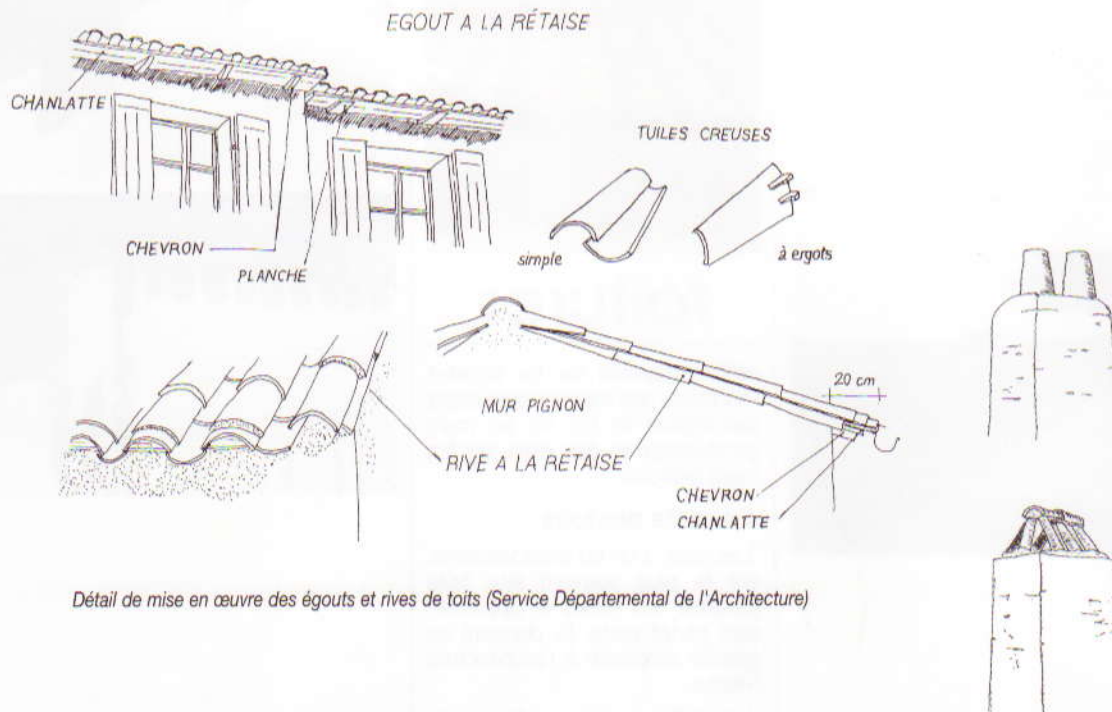 EGOUT A LA RÉTAISE
CHANLATTE
TUILES CREUSES
CHEVRON
PLANCHE
simple
à ergots
20 cm
MUR PIGNON
RIVE A LA RÉTAISE
CHEVRON
CHANLATTE
Détail de mise en œuvre des égouts et rives de toits (Service Départemental de l'Architecture)